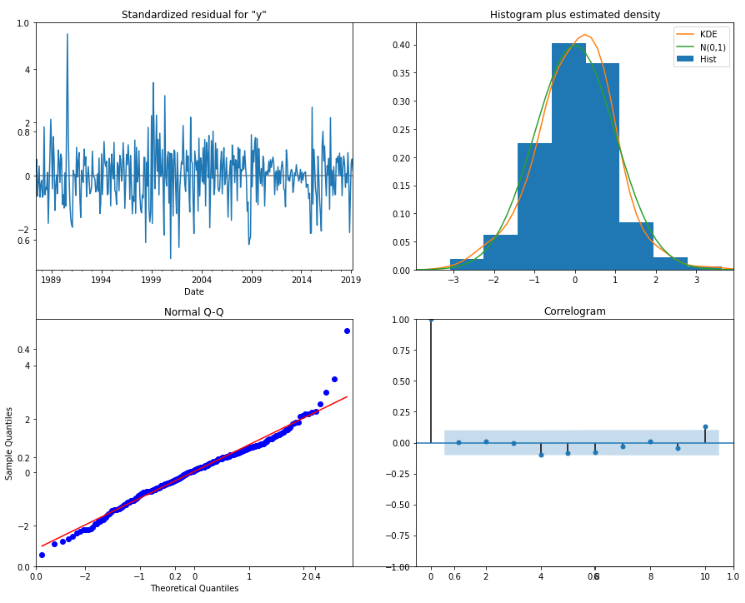 Standardized residual for "y"
1.0
4
2
0.8
0
−2
0.6
1989 1994 1999 2004 2009 2014 2019
Date
Histogram plus estimated density
KDE
N(0,1)
Hist
0.40
0.35
0.30
0.25
0.20
0.15
0.10
0.05
0.00
−3 −2 −1 0 1 2 3
Normal Q-Q
Sample Quantiles
0.4
4
2
0.2
0
−2
0.0
0.0 −2 −1 0.2 0 1 2 0.4
Theoretical Quantiles
Correlogram
1.00
0.75
0.50
0.25
0.00
−0.25
−0.50
−0.75
−1.00
0 0.6 2 4 8 10 1.0